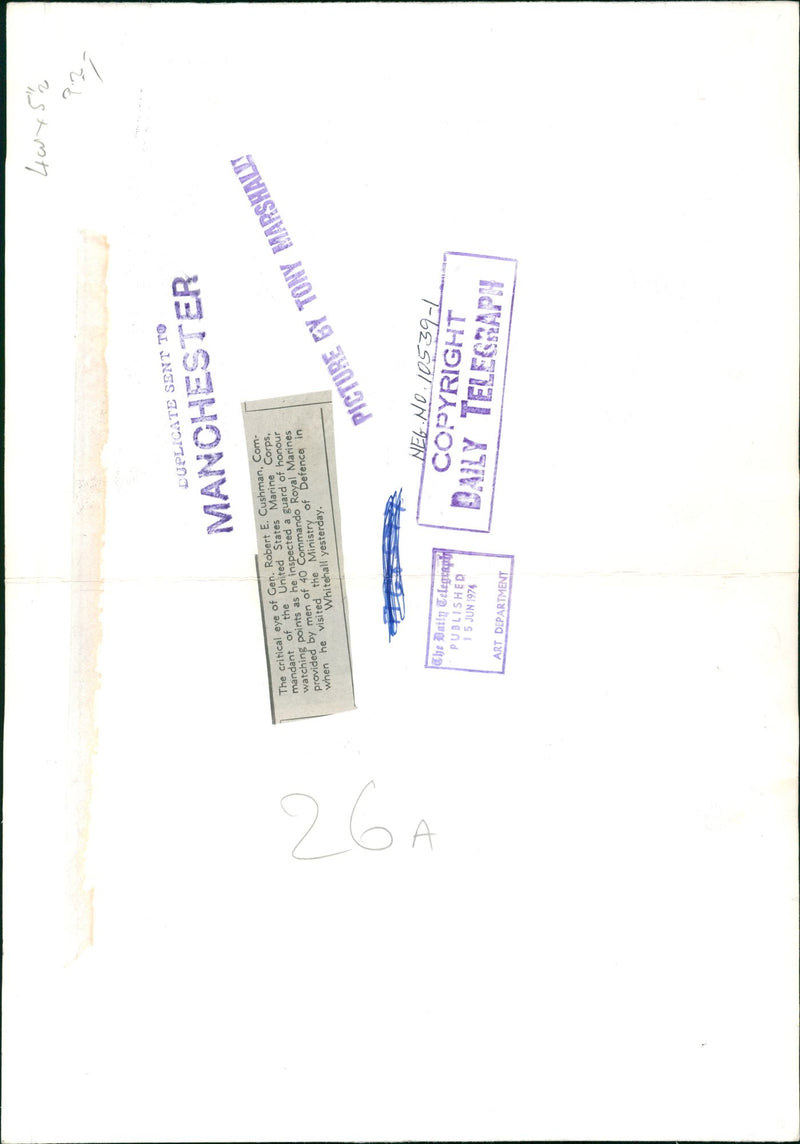 4W X 5½"
P.2
DUPLICATE SENT TO
MANCHESTER
PICTURE BY TONY MARSHALL
The critical eye of Gen. Robert E. Cushman, Com-
mandant of the United States Marine Corps,
watching points as he inspected a guard of honour
provided by men of 40 Commando Royal Marines
when he visited the Ministry of Defence in
Whitehall yesterday.
NEG. NO. 10539-1
COPYRIGHT
DAILY TELEGRAPH
The Daily Telegraph
PUBLISHED
15 JUN 1974
ART DEPARTMENT
26A